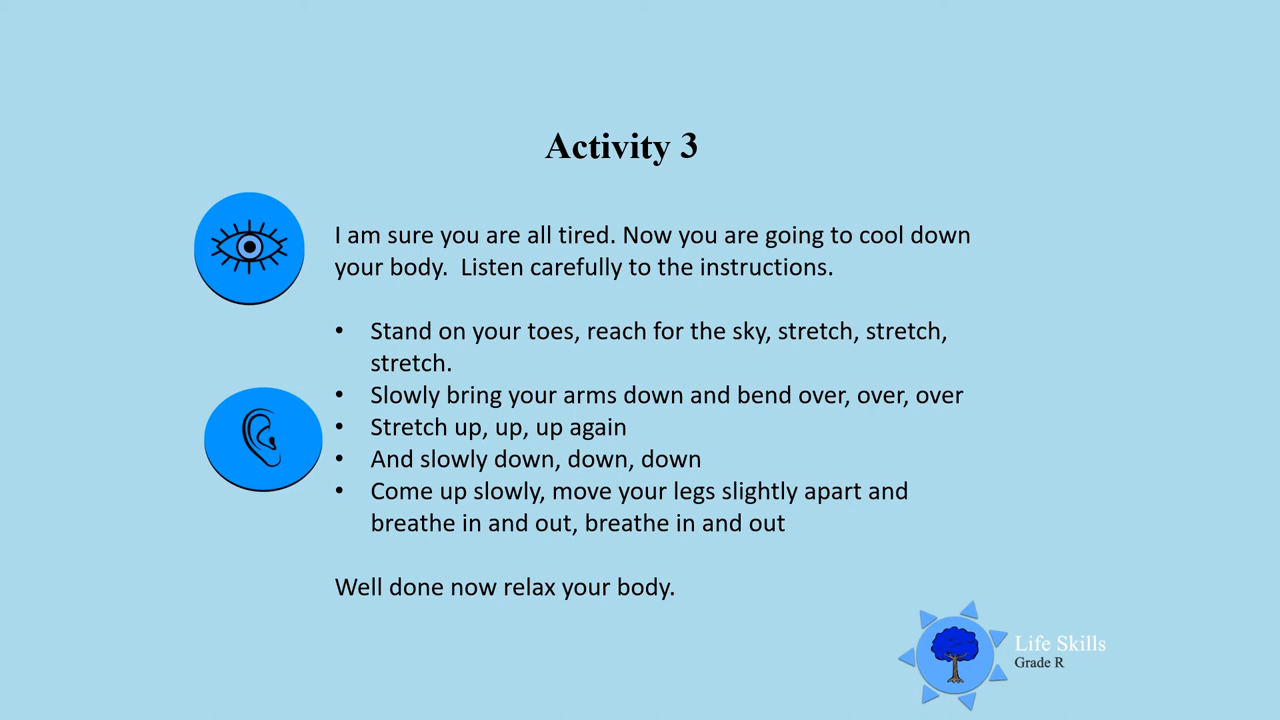 Activity 3
I am sure you are all tired. Now you are going to cool down
your body.  Listen carefully to the instructions.
• Stand on your toes, reach for the sky, stretch, stretch,
stretch.
• Slowly bring your arms down and bend over, over, over
• Stretch up, up, up again
• And slowly down, down, down
• Come up slowly, move your legs slightly apart and
breathe in and out, breathe in and out
Well done now relax your body.
Life Skills
Grade R